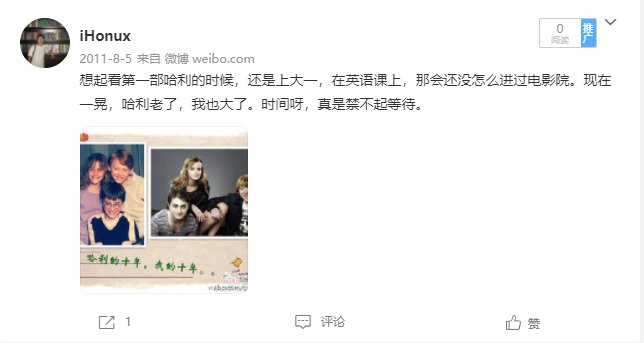 iHonux
0
阅读
推广
2011-8-5 来自 微博 weibo.com
想起看第一部哈利的时候，还是上大一，在英语课上，那会还没怎么进过电影院。现在
一晃，哈利老了，我也大了。时间呀，真是禁不起等待。
哈利的十年，我的十年。。。
1
评论
赞